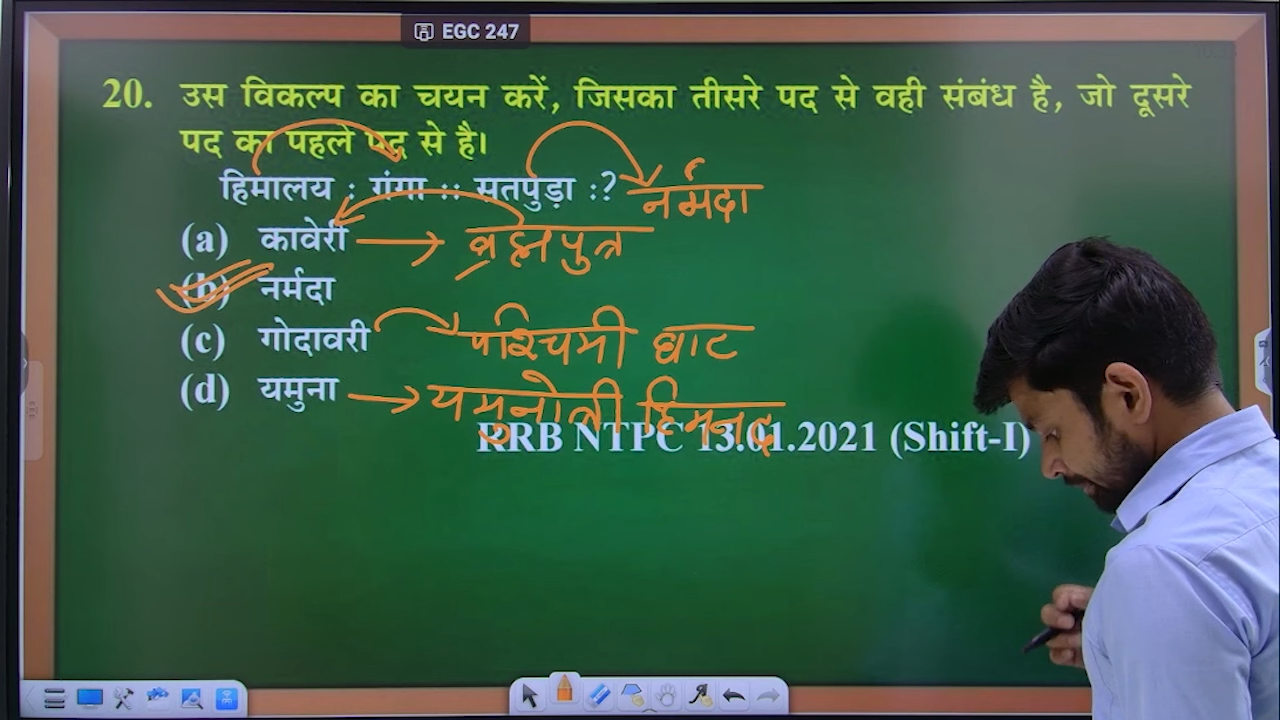 EGC 247
20. उस विकल्प का चयन करें, जिसका तीसरे पद से वही संबंध है, जो दूसरे
पद का पहले पद से है।
हिमालय : गंगा :: सतपुड़ा :? नर्मदा
(a) कावेरी → ब्रह्मपुत्र
(b) नर्मदा
(c) गोदावरी पश्चिमी घाट
(d) यमुना → यमुनोली हिमनद
RRB NTPC 13.01.2021 (Shift-I)